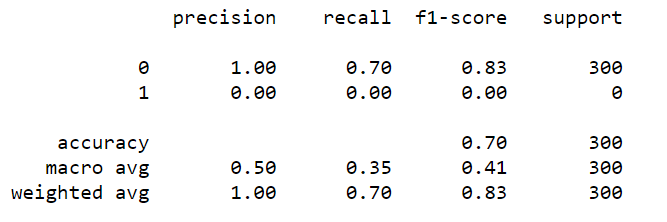 precision recall f1-score support
0 1.00 0.70 0.83 300
1 0.00 0.00 0.00 0
accuracy 0.70 300
macro avg 0.50 0.35 0.41 300
weighted avg 1.00 0.70 0.83 300